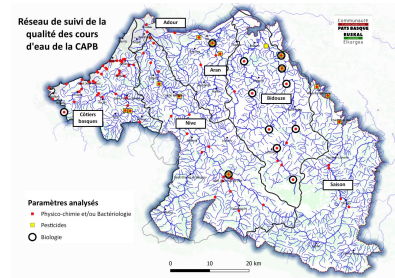 Réseau de suivi de la
qualité des cours
d'eau de la CAPB
Communauté
PAYS BASQUE
EUSKAL
Elkargoa
Adour
Aran
Bidouze
Côtiers
basques
Nive
Saison
Paramètres analysés
Physico-chimie et/ou Bactériologie
Pesticides
Biologie
0
10
20 km